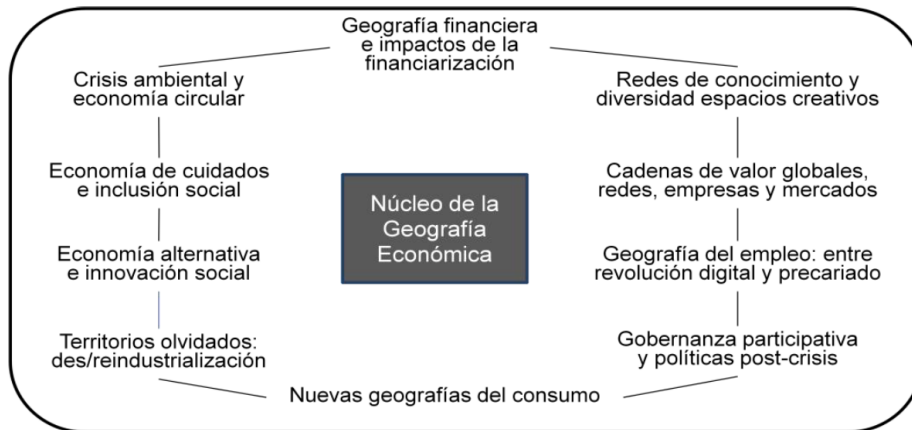 Geografía financiera
e impactos de la
financiarización
Crisis ambiental y
economía circular
Redes de conocimiento y
diversidad espacios creativos
Economía de cuidados
e inclusión social
Núcleo de la
Geografía
Económica
Cadenas de valor globales,
redes, empresas y mercados
Economía alternativa
e innovación social
Geografía del empleo: entre
revolución digital y precariado
Territorios olvidados:
des/reindustrialización
Gobernanza participativa
y políticas post-crisis
Nuevas geografías del consumo